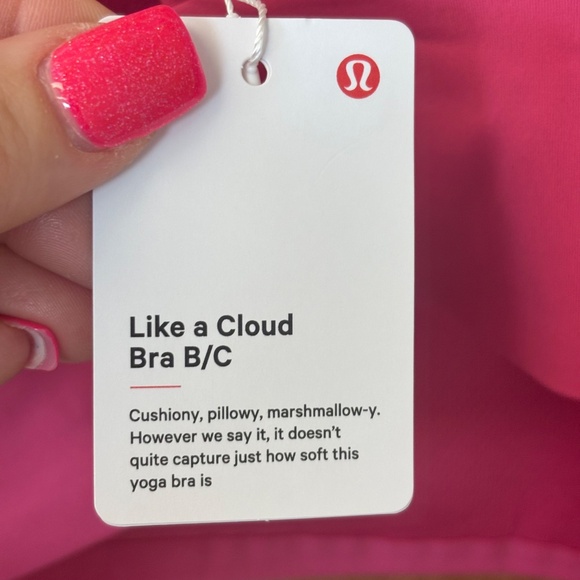 Like a Cloud
Bra B/C
Cushiony, pillowy, marshmallow-y.
However we say it, it doesn't
quite capture just how soft this
yoga bra is